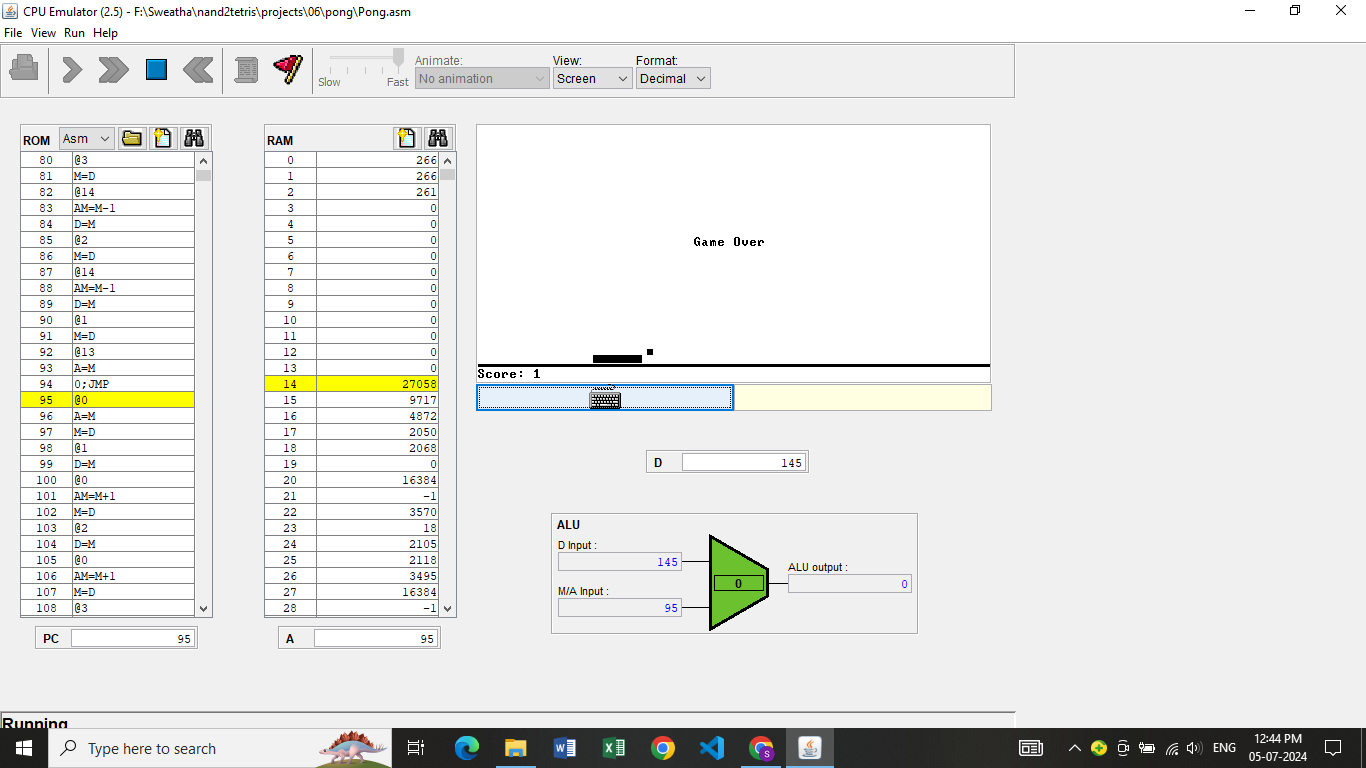 CPU Emulator (2.5) - F:\Sweatha\nand2tetris\projects\06\pong\Pong.asm
File View Run Help
Slow Fast
Animate:
No animation
View:
Screen
Format:
Decimal
ROM Asm
80 @3
81 M=D
82 @14
83 AM=M-1
84 D=M
85 @2
86 M=D
87 @14
88 AM=M-1
89 D=M
90 @1
91 M=D
92 @13
93 A=M
94 0;JMP
95 @0
96 A=M
97 M=D
98 @1
99 D=M
100 @0
101 AM=M+1
102 M=D
103 @2
104 D=M
105 @0
106 AM=M+1
107 M=D
108 @3
PC 95
RAM
0 266
1 266
2 261
3 0
4 0
5 0
6 0
7 0
8 0
9 0
10 0
11 0
12 0
13 0
14 27058
15 9717
16 4872
17 2050
18 2068
19 0
20 16384
21 -1
22 3570
23 18
24 2105
25 2118
26 3495
27 16384
28 -1
A 95
Game Over
Score: 1
D 145
ALU
D Input :
145
M/A Input :
95
0
ALU output :
0
Running
Type here to search
ENG
12:44 PM
05-07-2024